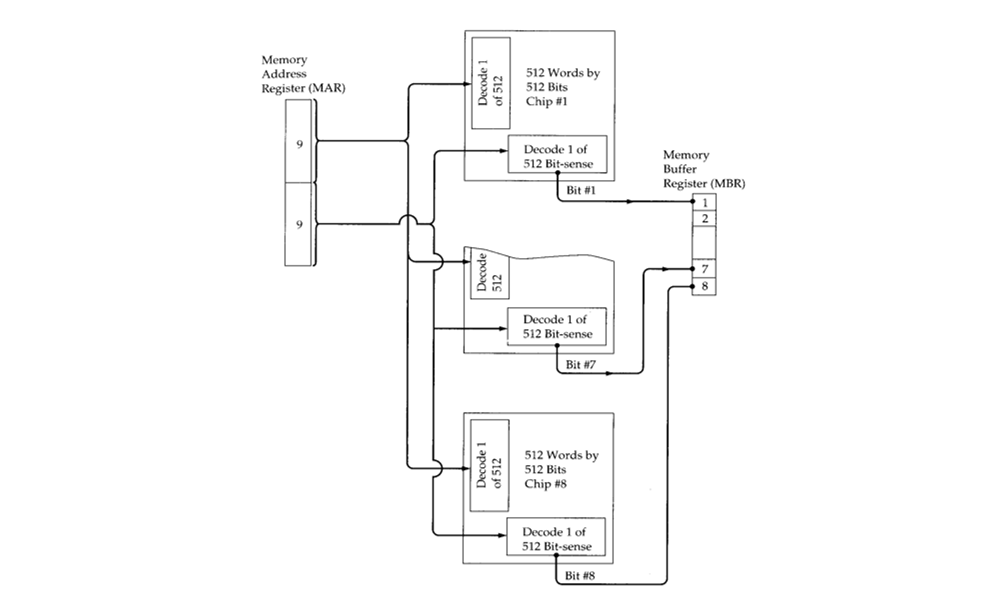 Memory
Address
Register (MAR)
9
9
Decode 1
of 512
512 Words by
512 Bits
Chip #1
Decode 1 of
512 Bit-sense
Bit #1
Memory
Buffer
Register (MBR)
1
2
7
8
Decode
512
Decode 1 of
512 Bit-sense
Bit #7
Decode 1
of 512
512 Words by
512 Bits
Chip #8
Decode 1 of
512 Bit-sense
Bit #8